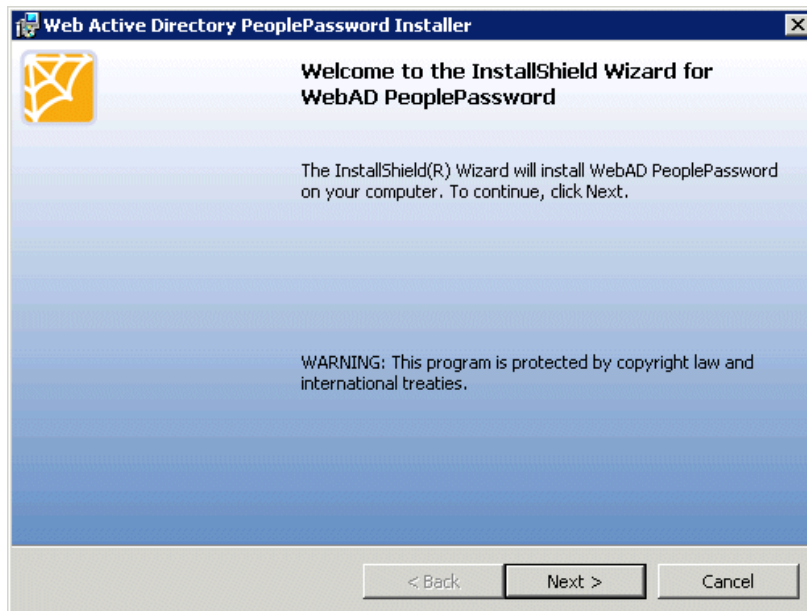 Web Active Directory PeoplePassword Installer
Welcome to the InstallShield Wizard for
WebAD PeoplePassword
The InstallShield(R) Wizard will install WebAD PeoplePassword
on your computer. To continue, click Next.
WARNING: This program is protected by copyright law and
international treaties.
< Back
Next >
Cancel